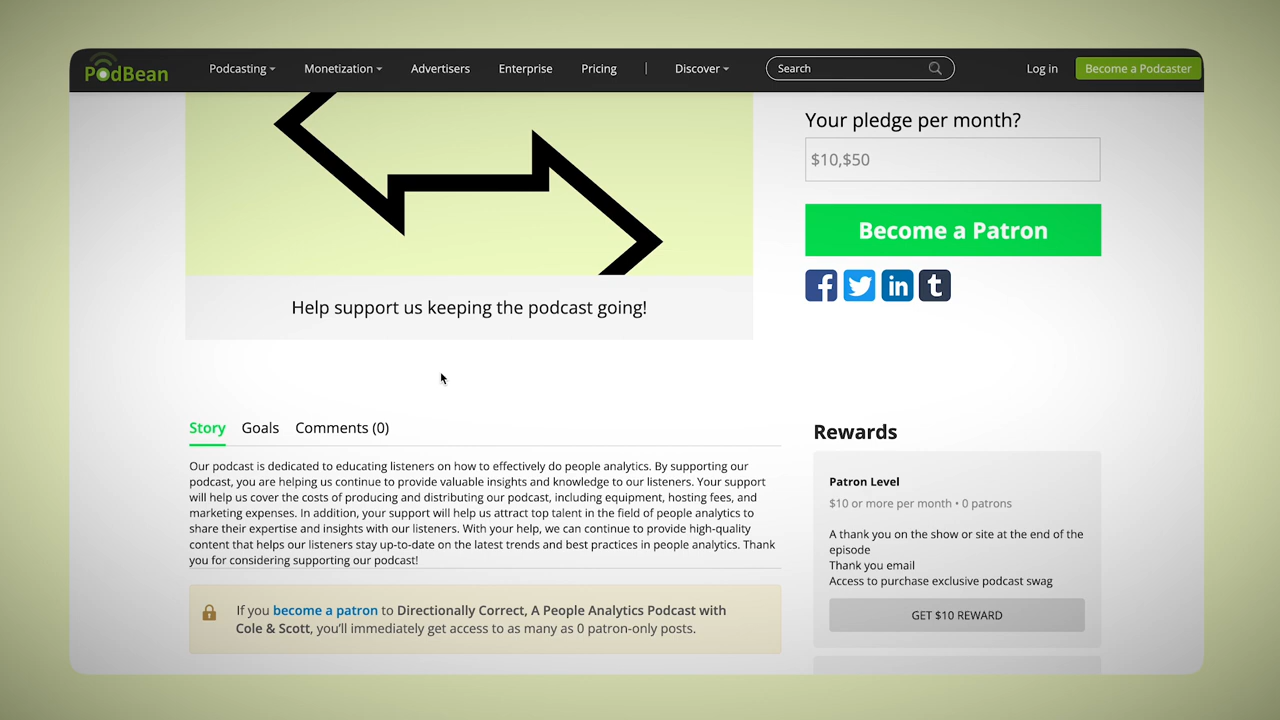 PodBean
Podcasting
Monetization
Advertisers
Enterprise
Pricing
|
Discover
Search
Log in
Become a Podcaster
Your pledge per month?
$10,$50
Become a Patron
Help support us keeping the podcast going!
Story
Goals
Comments (0)
Our podcast is dedicated to educating listeners on how to effectively do people analytics. By supporting our
podcast, you are helping us continue to provide valuable insights and knowledge to our listeners. Your support
will help us cover the costs of producing and distributing our podcast, including equipment, hosting fees, and
marketing expenses. In addition, your support will help us attract top talent in the field of people analytics to
share their expertise and insights with our listeners. With your help, we can continue to provide high-quality
content that helps our listeners stay up-to-date on the latest trends and best practices in people analytics. Thank
you for considering supporting our podcast!
If you become a patron to Directionally Correct, A People Analytics Podcast with
Cole & Scott, you’ll immediately get access to as many as 0 patron-only posts.
Rewards
Patron Level
$10 or more per month • 0 patrons
A thank you on the show or site at the end of the
episode
Thank you email
Access to purchase exclusive podcast swag
GET $10 REWARD